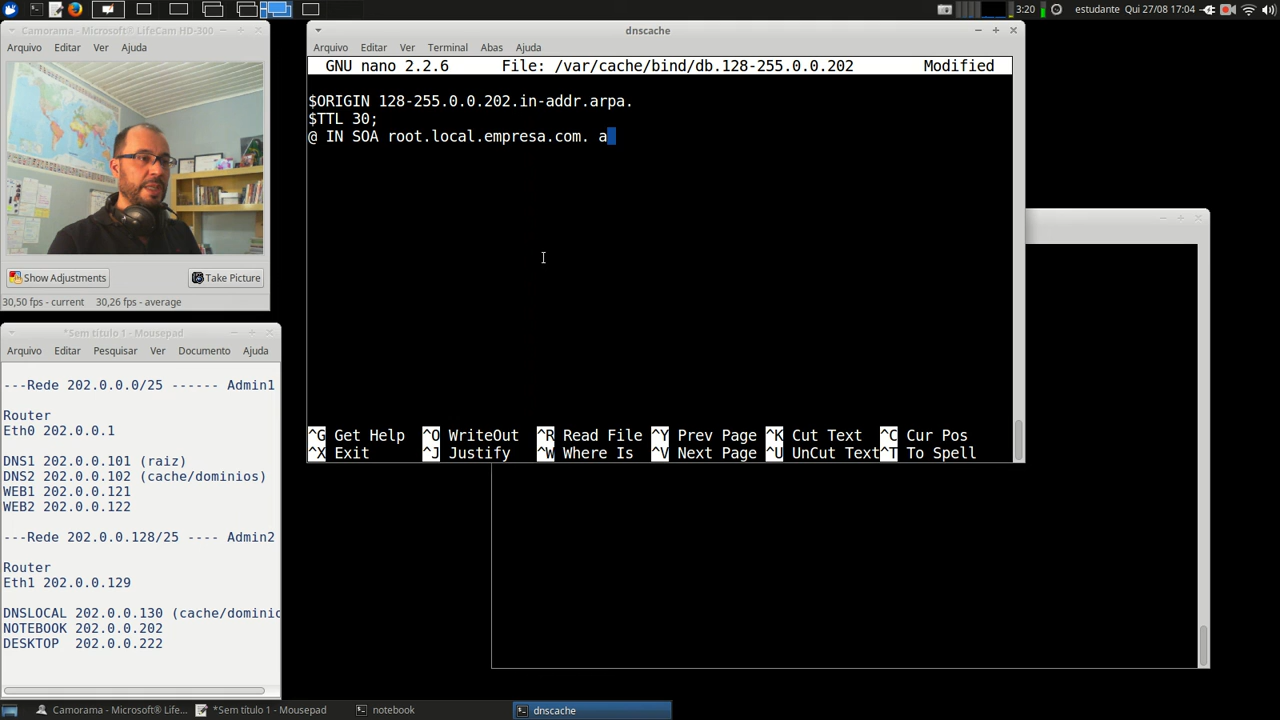 3:20 estudante Qui 27/08 17:04
Camorama - Microsoft® LifeCam HD-300
Arquivo Editar Ver Ajuda
Show Adjustments Take Picture
30,50 fps - current 30,26 fps - average
dnscache
Arquivo Editar Ver Terminal Abas Ajuda
GNU nano 2.2.6 File: /var/cache/bind/db.128-255.0.0.202 Modified
$ORIGIN 128-255.0.0.202.in-addr.arpa.
$TTL 30;
@ IN SOA root.local.empresa.com. a
^G Get Help ^O WriteOut ^R Read File ^Y Prev Page ^K Cut Text ^C Cur Pos
^X Exit ^J Justify ^W Where Is ^V Next Page ^U UnCut Text ^T To Spell
*Sem título 1 - Mousepad
Arquivo Editar Pesquisar Ver Documento Ajuda
---Rede 202.0.0.0/25 ------ Admin1
Router
Eth0 202.0.0.1
DNS1 202.0.0.101 (raiz)
DNS2 202.0.0.102 (cache/dominios)
WEB1 202.0.0.121
WEB2 202.0.0.122
---Rede 202.0.0.128/25 ---- Admin2
Router
Eth1 202.0.0.129
DNSLOCAL 202.0.0.130 (cache/dominio
NOTEBOOK 202.0.0.202
DESKTOP 202.0.0.222
Camorama - Microsoft® LifeC... *Sem título 1 - Mousepad notebook dnscache